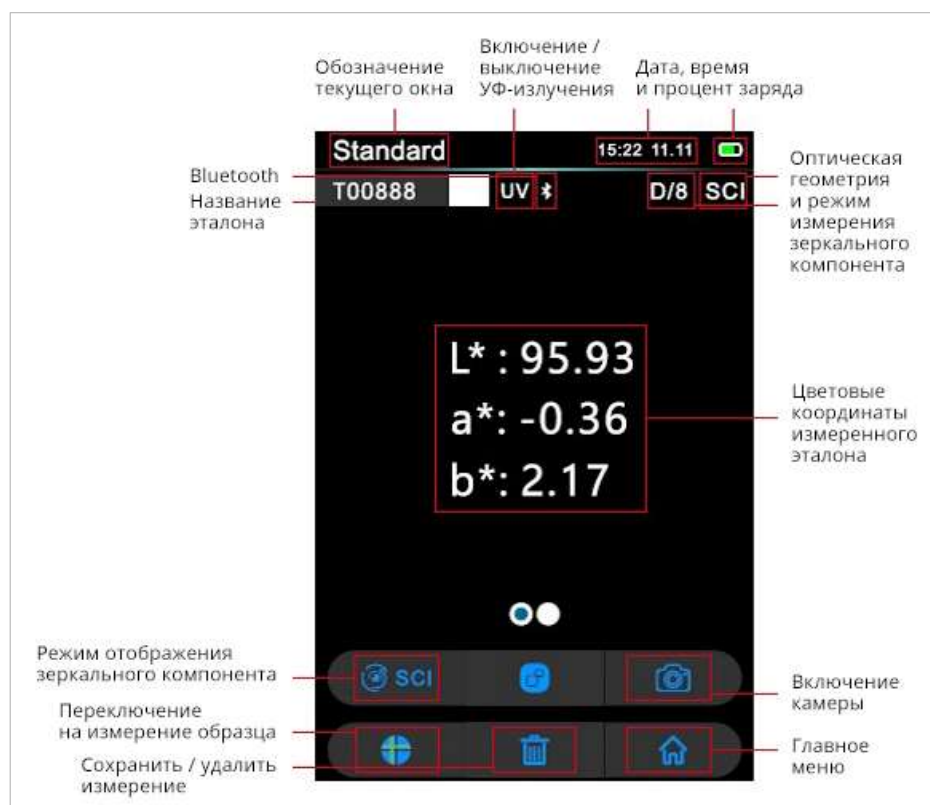 Включение /
выключение
УФ-излучения
Обозначение
текущего окна
Дата, время
и процент заряда
Standard
15:22 11.11
Bluetooth
Название
эталона
T00888
UV
D/8
SCI
Оптическая
геометрия
и режим
измерения
зеркального
компонента
L* : 95.93
a*: -0.36
b*: 2.17
Цветовые
координаты
измеренного
эталона
Режим отображения
зеркального компонента
SCI
Включение
камеры
Переключение
на измерение образца
Сохранить / удалить
измерение
Главное
меню